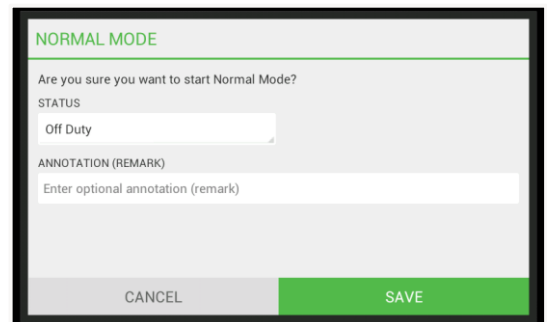 NORMAL MODE
Are you sure you want to start Normal Mode?
STATUS
Off Duty
ANNOTATION (REMARK)
Enter optional annotation (remark)
CANCEL
SAVE